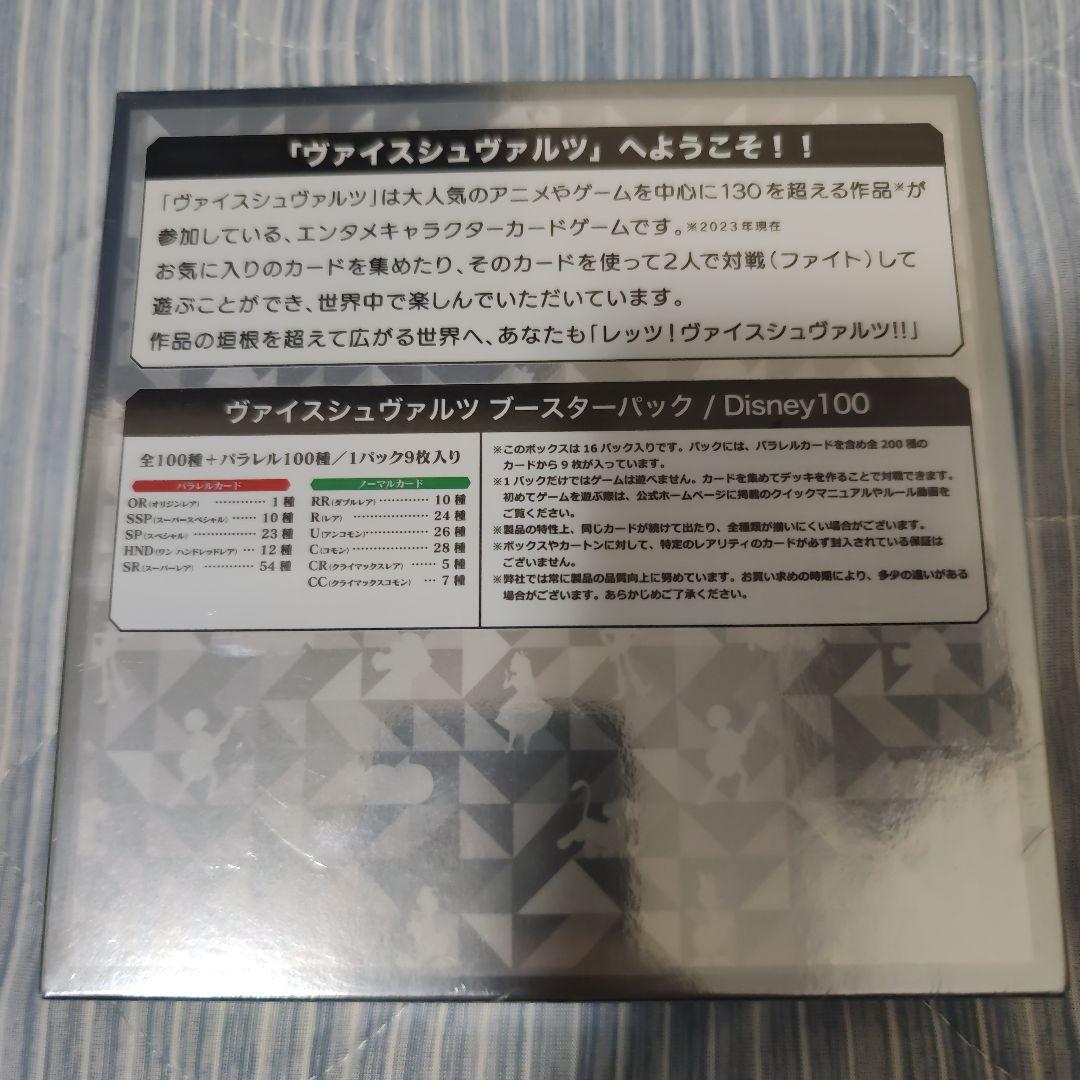 「ヴァイスシュヴァルツ」へようこそ！！
「ヴァイスシュヴァルツ」は大人気のアニメやゲームを中心に130を超える作品※が
参加している、エンタメキャラクターカードゲームです。※2023年現在
お気に入りのカードを集めたり、そのカードを使って2人で対戦（ファイト）して
遊ぶことができ、世界中で楽しんでいただいています。
作品の垣根を超えて広がる世界へ、あなたも「レッツ！ヴァイスシュヴァルツ!!」
ヴァイスシュヴァルツ ブースターパック / Disney100
全100種＋パラレル100種／1パック9枚入り
パラレルカード
OR（オリジンレア） ………… 1種
SSP（スーパースペシャル） …… 10種
SP（スペシャル） ………… 23種
HND（ワン ハンドレッドレア） … 12種
SR（スーパーレア） ………… 54種
ノーマルカード
RR（ダブルレア） ………… 10種
R（レア） ………… 24種
U（アンコモン） ………… 26種
C（コモン） ………… 28種
CR（クライマックスレア） …… 5種
CC（クライマックスコモン） … 7種
※このボックスは16パック入りです。パックには、パラレルカードを含め全200種の
カードから9枚が入っています。
※1パックだけではゲームは遊べません。カードを集めてデッキを作ることで対戦できます。
初めてゲームを遊ぶ際は、公式ホームページに掲載のクイックマニュアルやルール動画を
ご覧ください。
※製品の特性上、同じカードが続けて出たり、全種類が揃いにくい場合がございます。
※ボックスやカートンに対して、特定のレアリティのカードが必ず封入されている保証は
ございません。
※弊社では常に製品の品質向上に努めています。お買い求めの時期により、多少の違いがある
場合がございます。あらかじめご了承ください。